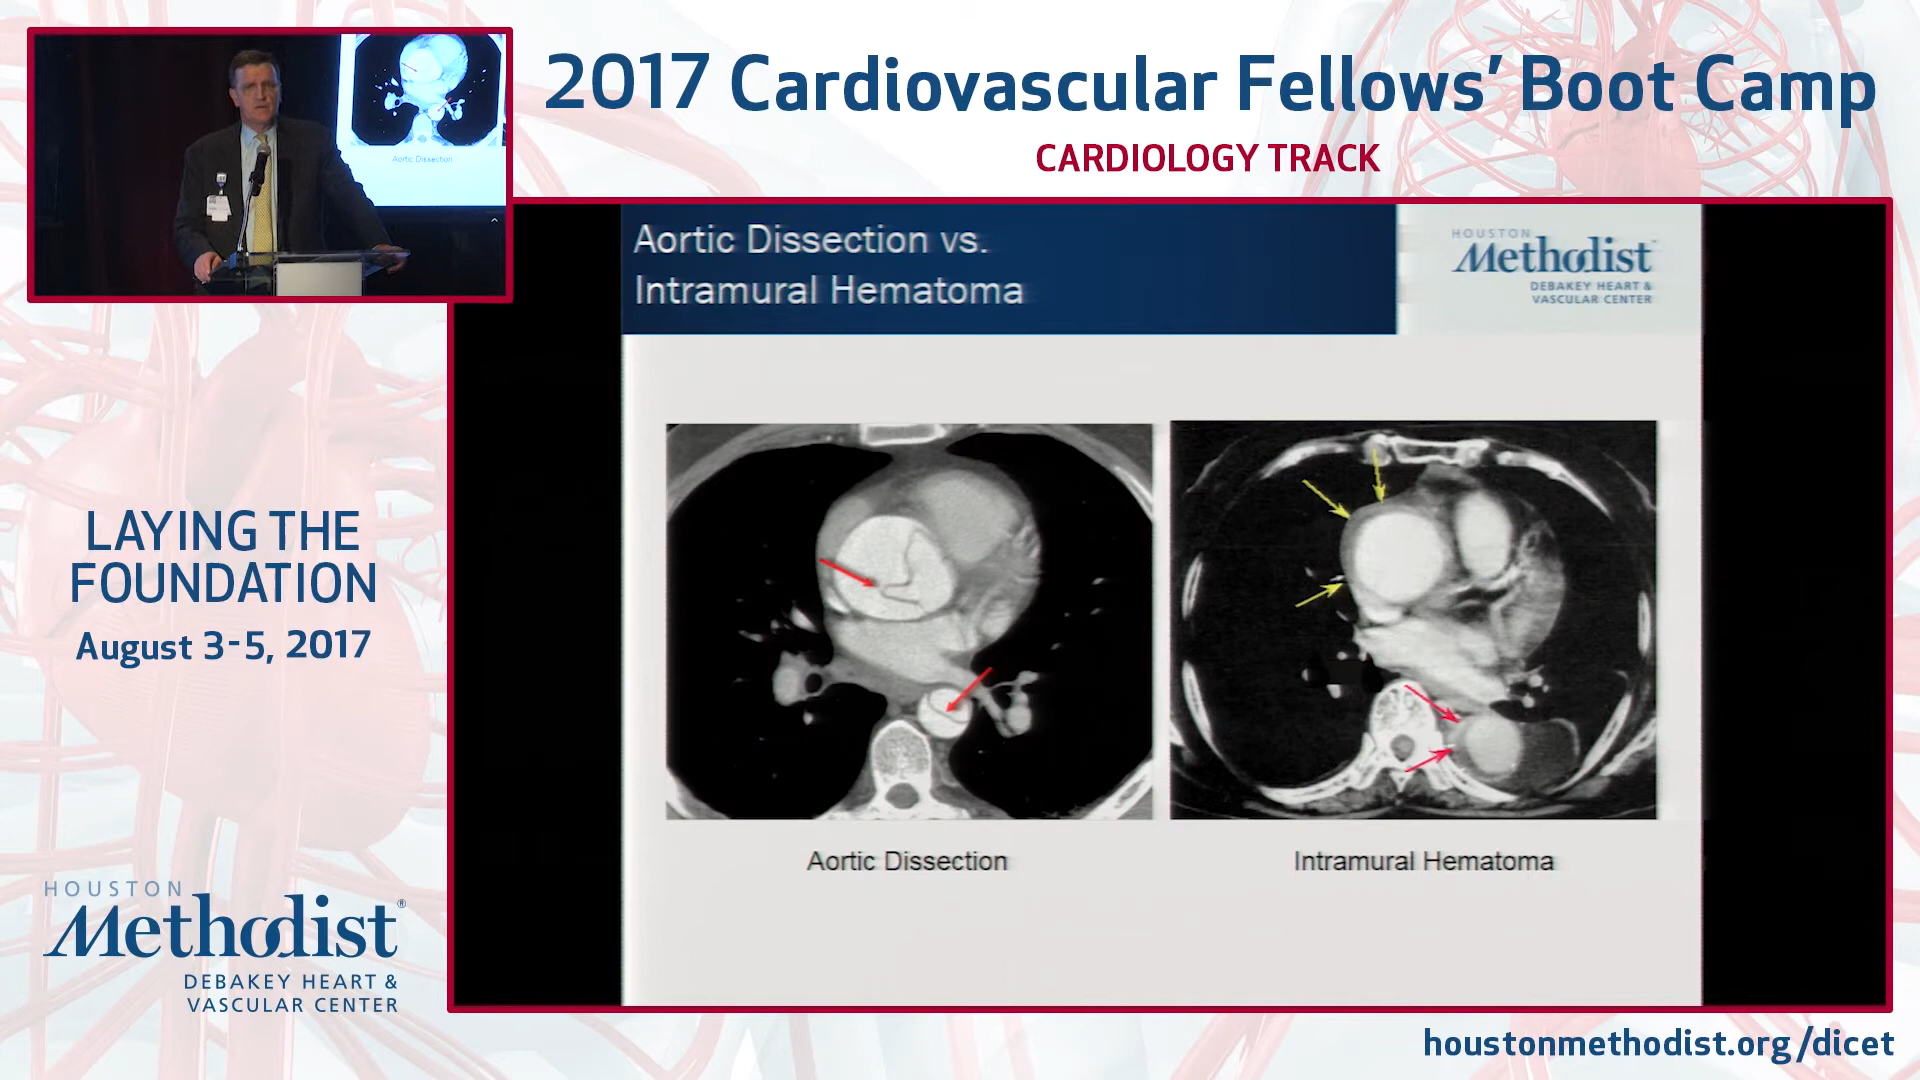 2017 Cardiovascular Fellows’ Boot Camp
CARDIOLOGY TRACK
Aortic Dissection
Aortic Dissection vs.
Intramural Hematoma
HOUSTON
Methodist
DEBAKEY HEART &
VASCULAR CENTER
Aortic Dissection
Intramural Hematoma
LAYING THE
FOUNDATION
August 3-5, 2017
HOUSTON
Methodist®
DEBAKEY HEART &
VASCULAR CENTER
houstonmethodist.org/dicet